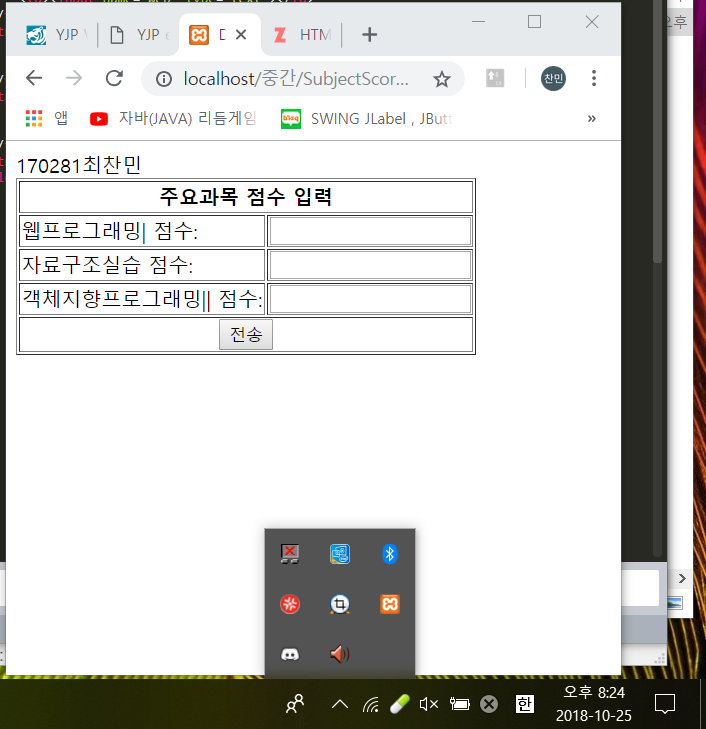 YJP
YJP
D
HTM
localhost/중간/SubjectScor...
찬민
앱
자바(JAVA) 리듬게임
blog
SWING JLabel , JButt
»
170281최찬민
주요과목 점수 입력
웹프로그래밍| 점수:
자료구조실습 점수:
객체지향프로그래밍|| 점수:
전송
오후
한
오후 8:24
2018-10-25